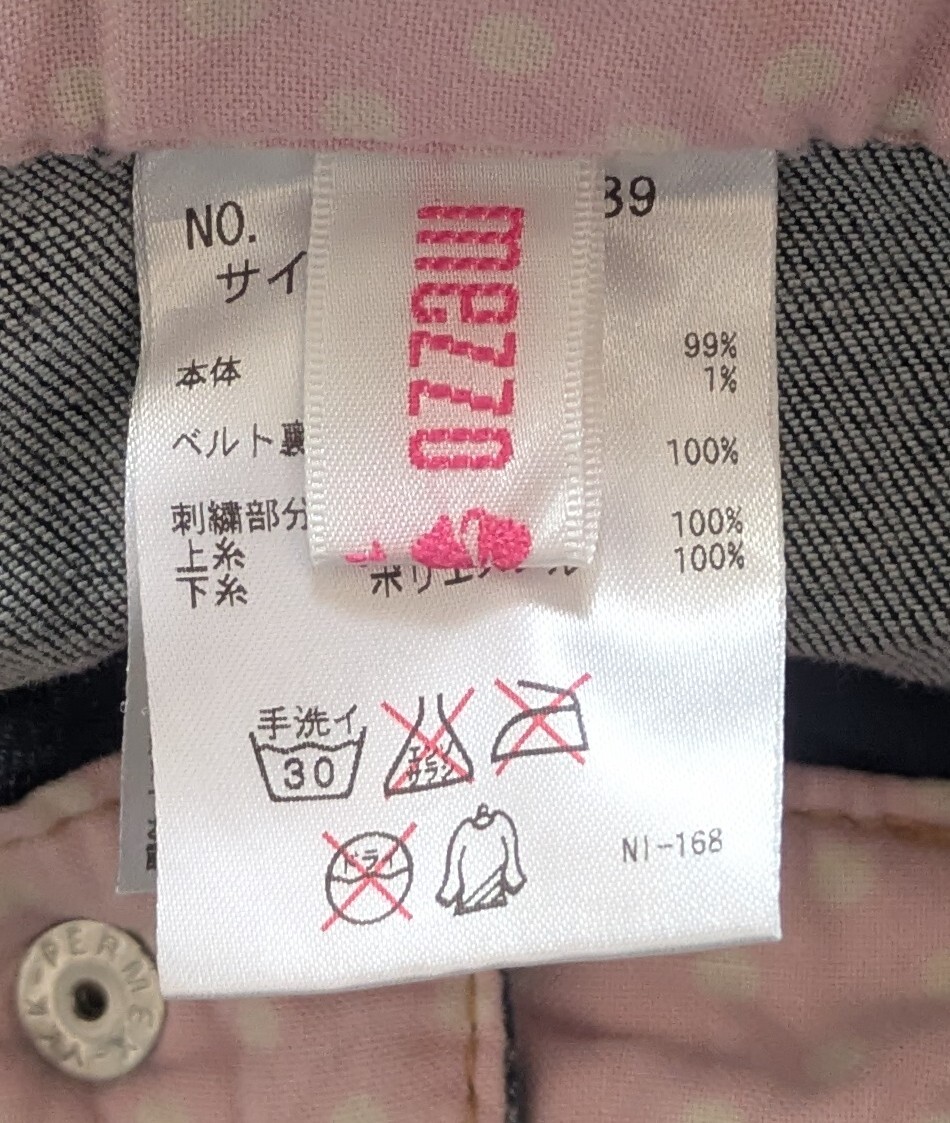 NO. 39
サイ
本体 99%
1%
ベルト裏 100%
刺繍部分
上糸 100%
下糸 ポリエステル 100%
mezzo
手洗イ
30
エンソ
サラシ
ドライ
NI-168
YKK-PERMEX